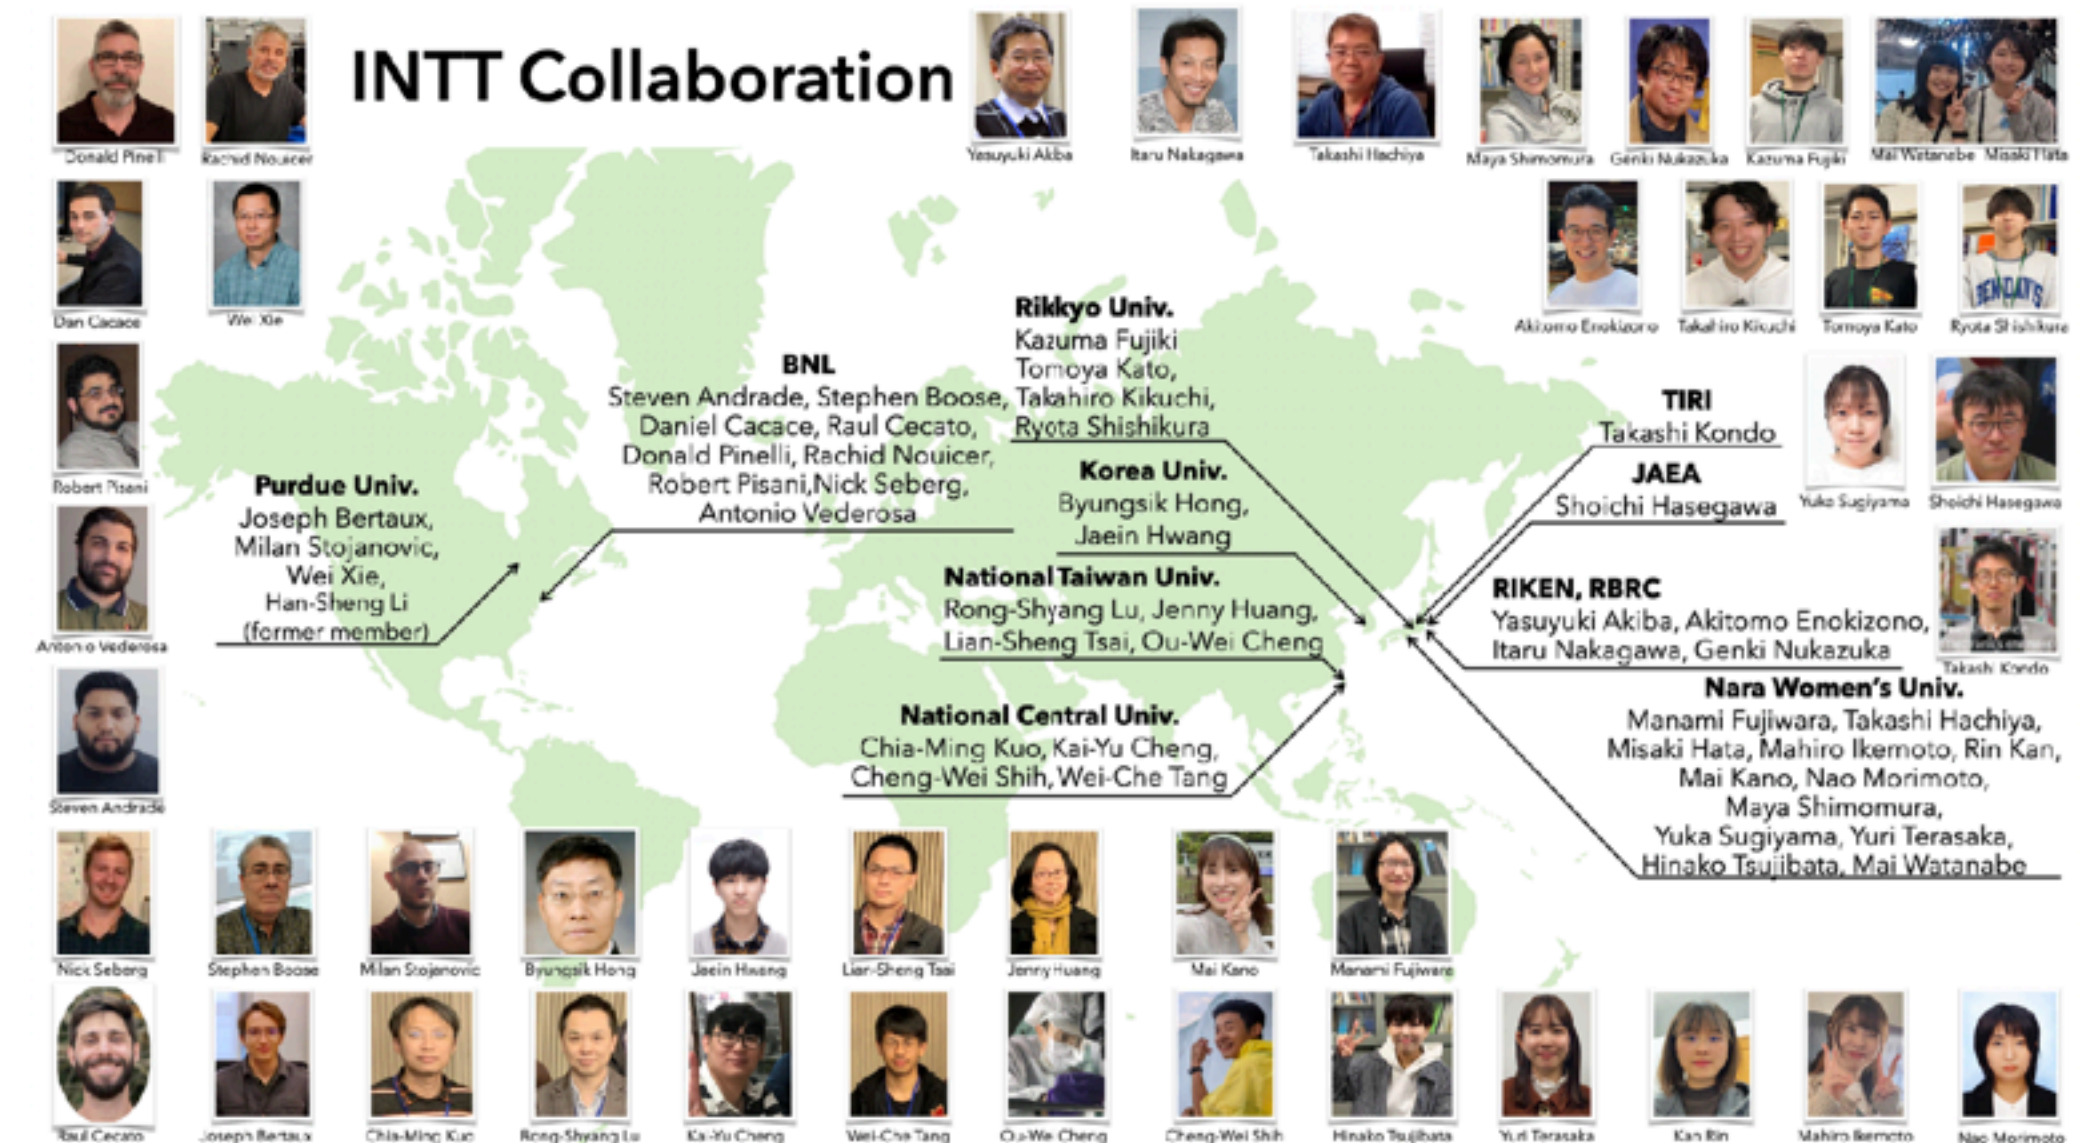 INTT Collaboration
Donald Pinelli
Rachid Nouicer
Yasuyuki Akiba
Itaru Nakagawa
Takashi Hachiya
Maya Shimomura
Genki Nukazuka
Kazuma Fujiki
Mai Watanabe
Misaki Hata
Dan Cacace
Wei Xie
Akitomo Enokizono
Takahiro Kikuchi
Tomoya Kato
Ryota Shishikura
Robert Pisani
Yuka Sugiyama
Shoichi Hasegawa
Antonio Vederosa
Takashi Kondo
Steven Andrade
Purdue Univ.
Joseph Bertaux,
Milan Stojanovic,
Wei Xie,
Han-Sheng Li
(former member)
BNL
Steven Andrade, Stephen Boose,
Daniel Cacace, Raul Cecato,
Donald Pinelli, Rachid Nouicer,
Robert Pisani,Nick Seberg,
Antonio Vederosa
Rikkyo Univ.
Kazuma Fujiki
Tomoya Kato,
Takahiro Kikuchi,
Ryota Shishikura
Korea Univ.
Byungsik Hong,
Jaein Hwang
National Taiwan Univ.
Rong-Shyang Lu, Jenny Huang,
Lian-Sheng Tsai, Ou-Wei Cheng
National Central Univ.
Chia-Ming Kuo, Kai-Yu Cheng,
Cheng-Wei Shih, Wei-Che Tang
TIRI
Takashi Kondo
JAEA
Shoichi Hasegawa
RIKEN, RBRC
Yasuyuki Akiba, Akitomo Enokizono,
Itaru Nakagawa, Genki Nukazuka
Nara Women's Univ.
Manami Fujiwara, Takashi Hachiya,
Misaki Hata, Mahiro Ikemoto, Rin Kan,
Mai Kano, Nao Morimoto,
Maya Shimomura,
Yuka Sugiyama, Yuri Terasaka,
Hinako Tsujibata, Mai Watanabe
Nick Seberg
Stephen Boose
Milan Stojanovic
Byungsik Hong
Jaein Hwang
Lian-Sheng Tsai
Jenny Huang
Mai Kano
Manami Fujiwara
Raul Cecato
Joseph Bertaux
Chia-Ming Kuo
Rong-Shyang Lu
Kai-Yu Cheng
Wei-Che Tang
Ou-Wei Cheng
Cheng-Wei Shih
Hinako Tsujibata
Yuri Terasaka
Kan Rin
Mahiro Ikemoto
Nao Morimoto